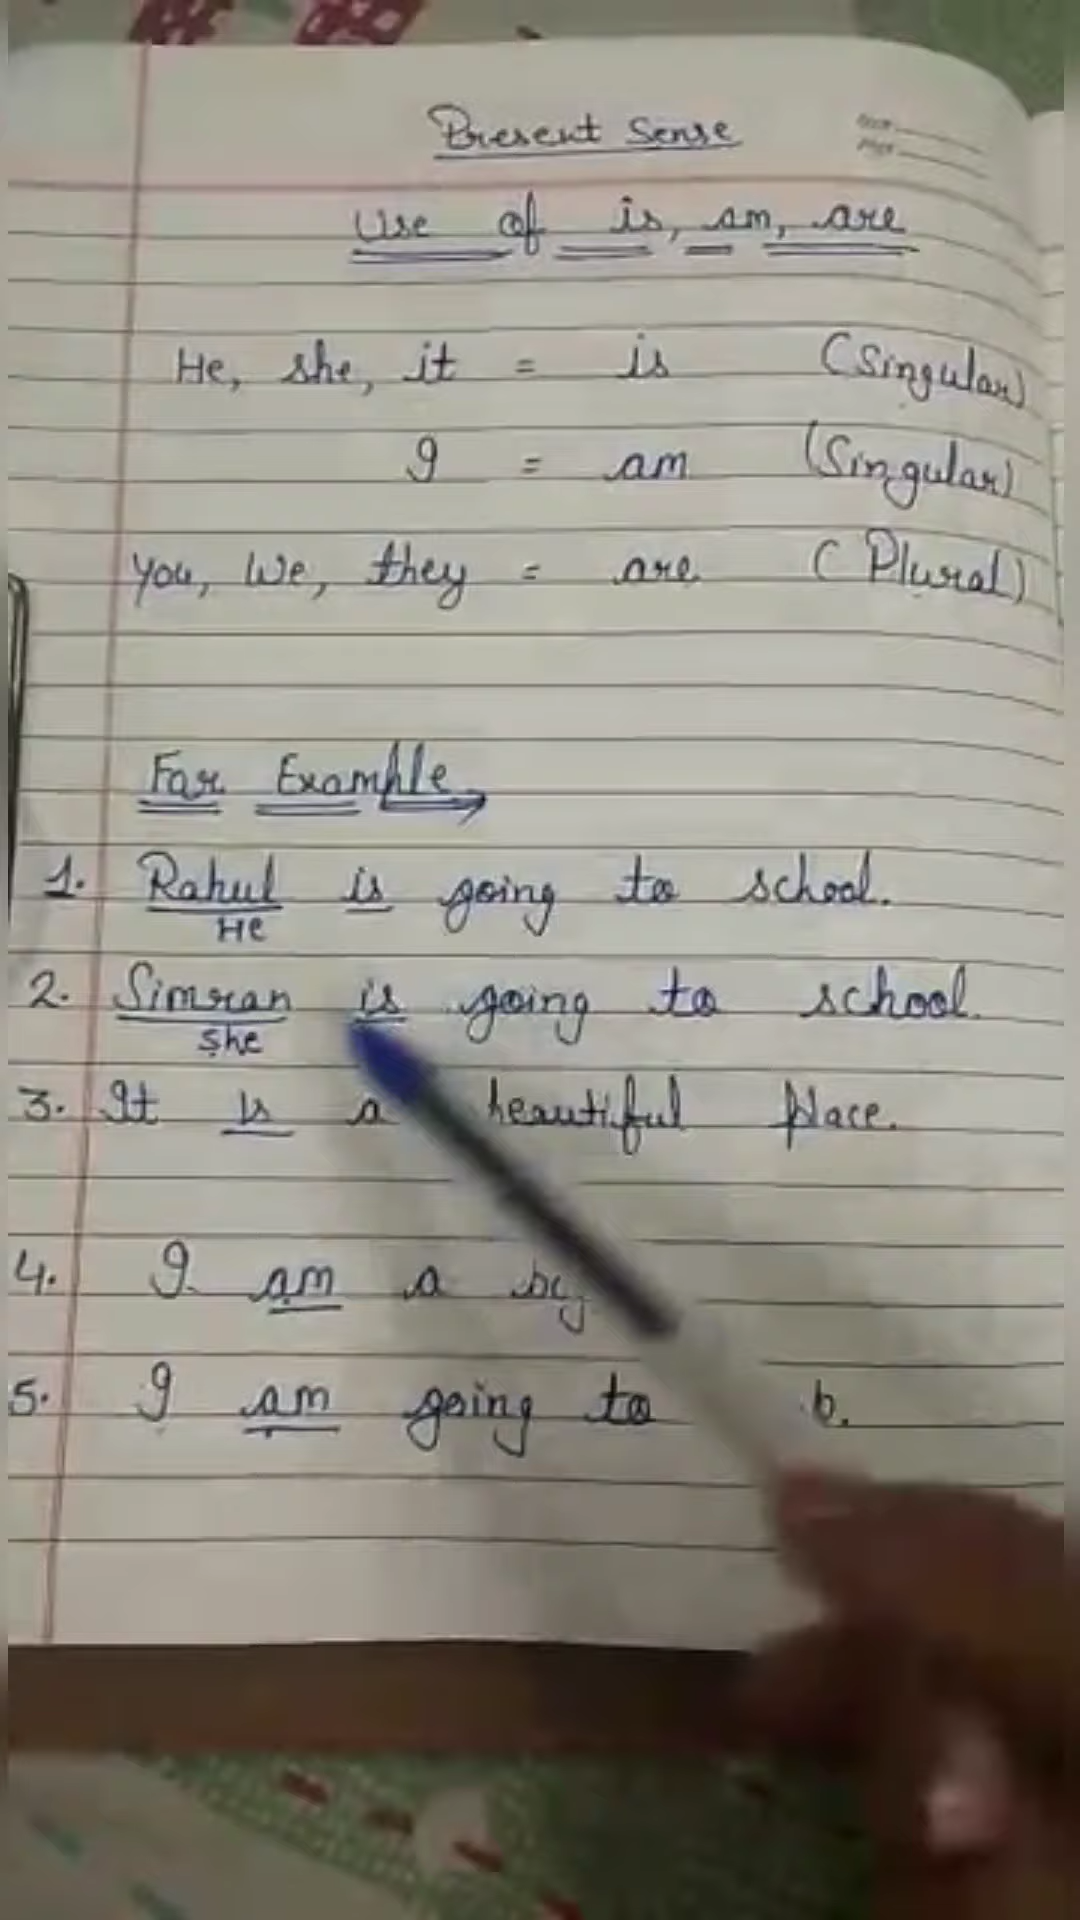 Present Sense
Use of is, am, are
He, she, it = is (Singular)
I = am (Singular)
You, We, they = are (Plural)
For Example
1. Rahul is going to school.
He
2. Simran is going to school.
she
3. It is a beautiful place.
4. I am a
5. I am going to